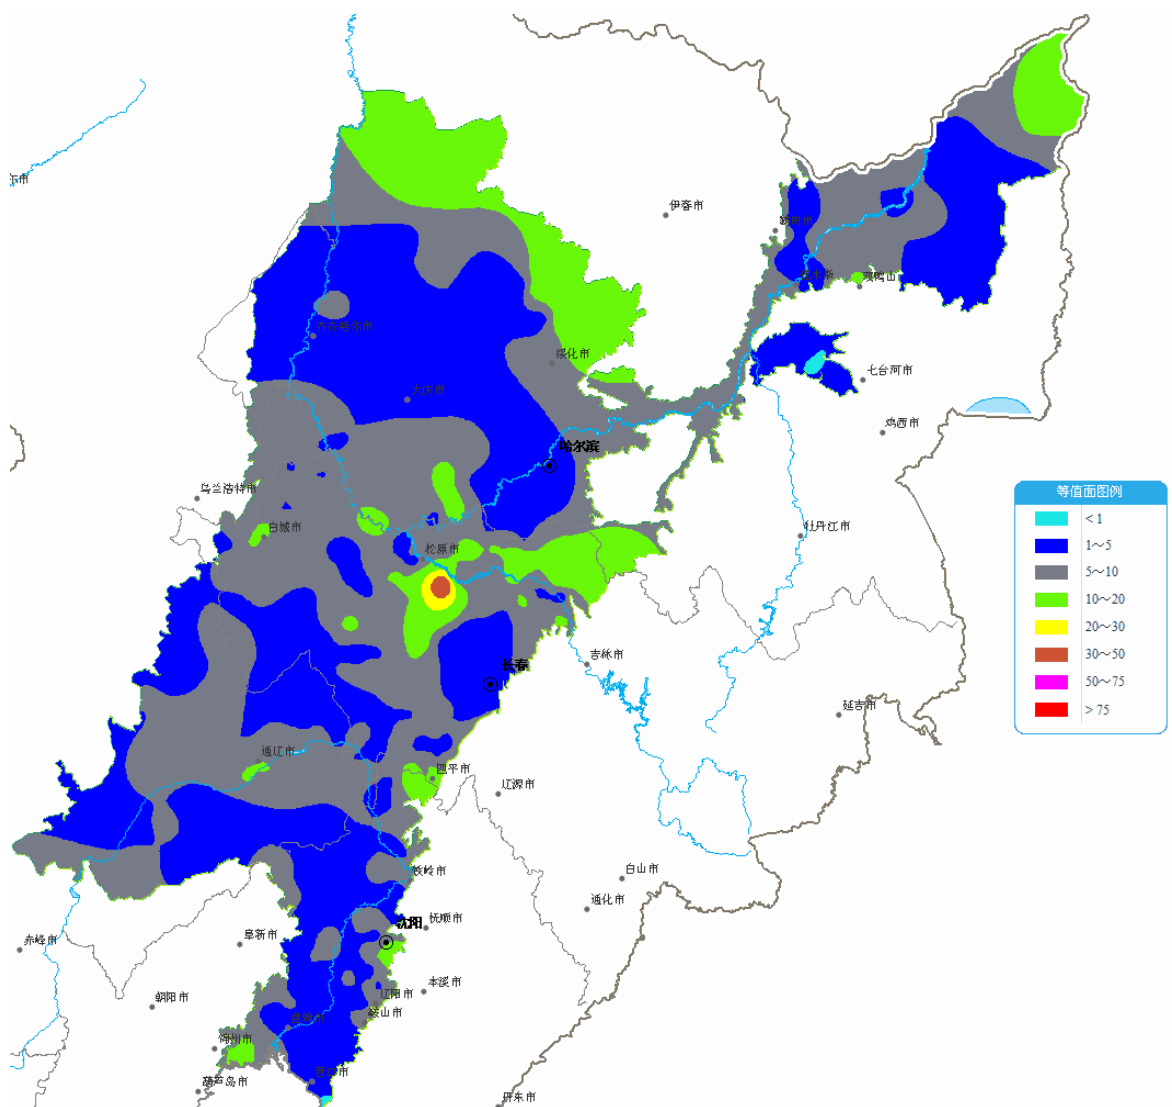 尔市
伊春市
双鸭山
齐齐哈尔市
绥化市
七台河市
大庆市
鸡西市
哈尔滨
乌兰浩特市
白城市
牡丹江市
松原市
吉林市
长春
延吉市
通辽市
四平市
辽源市
铁岭市
白山市
通化市
沈阳
抚顺市
阜新市
赤峰市
本溪市
朝阳市
辽阳市
鞍山市
盘锦市
锦州市
营口市
葫芦岛市
丹东市
等值面图例
<1
1～5
5～10
10～20
20～30
30～50
50～75
>75